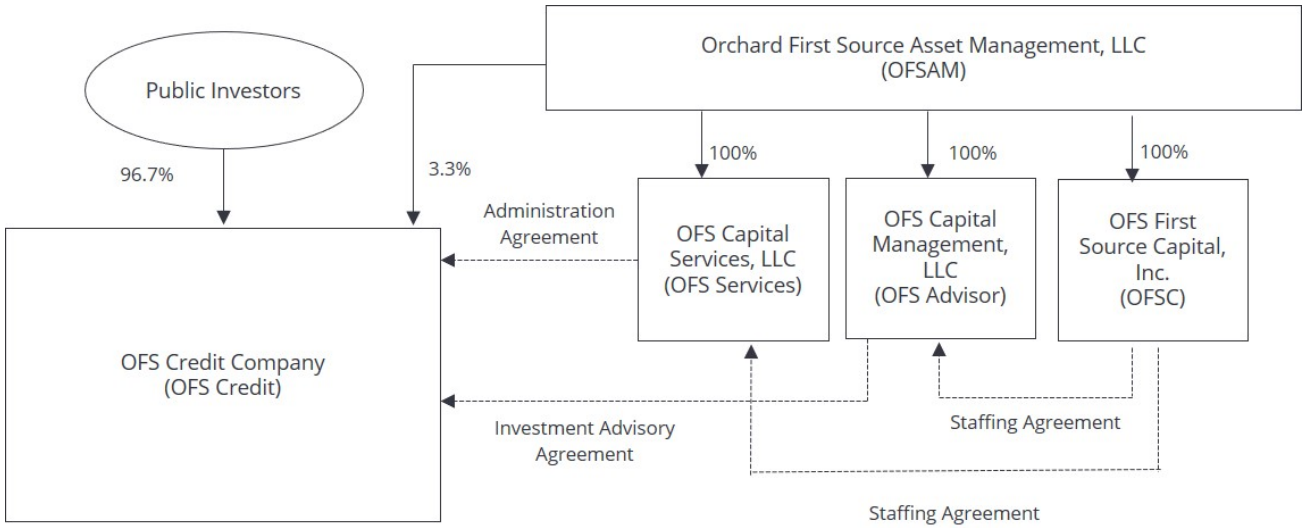 Orchard First Source Asset Management, LLC
(OFSAM)
Public Investors
96.7%
3.3%
100%
100%
100%
Administration
Agreement
OFS Capital
Services, LLC
(OFS Services)
OFS Capital
Management,
LLC
(OFS Advisor)
OFS First
Source Capital,
Inc.
(OFSC)
OFS Credit Company
(OFS Credit)
Investment Advisory
Agreement
Staffing Agreement
Staffing Agreement